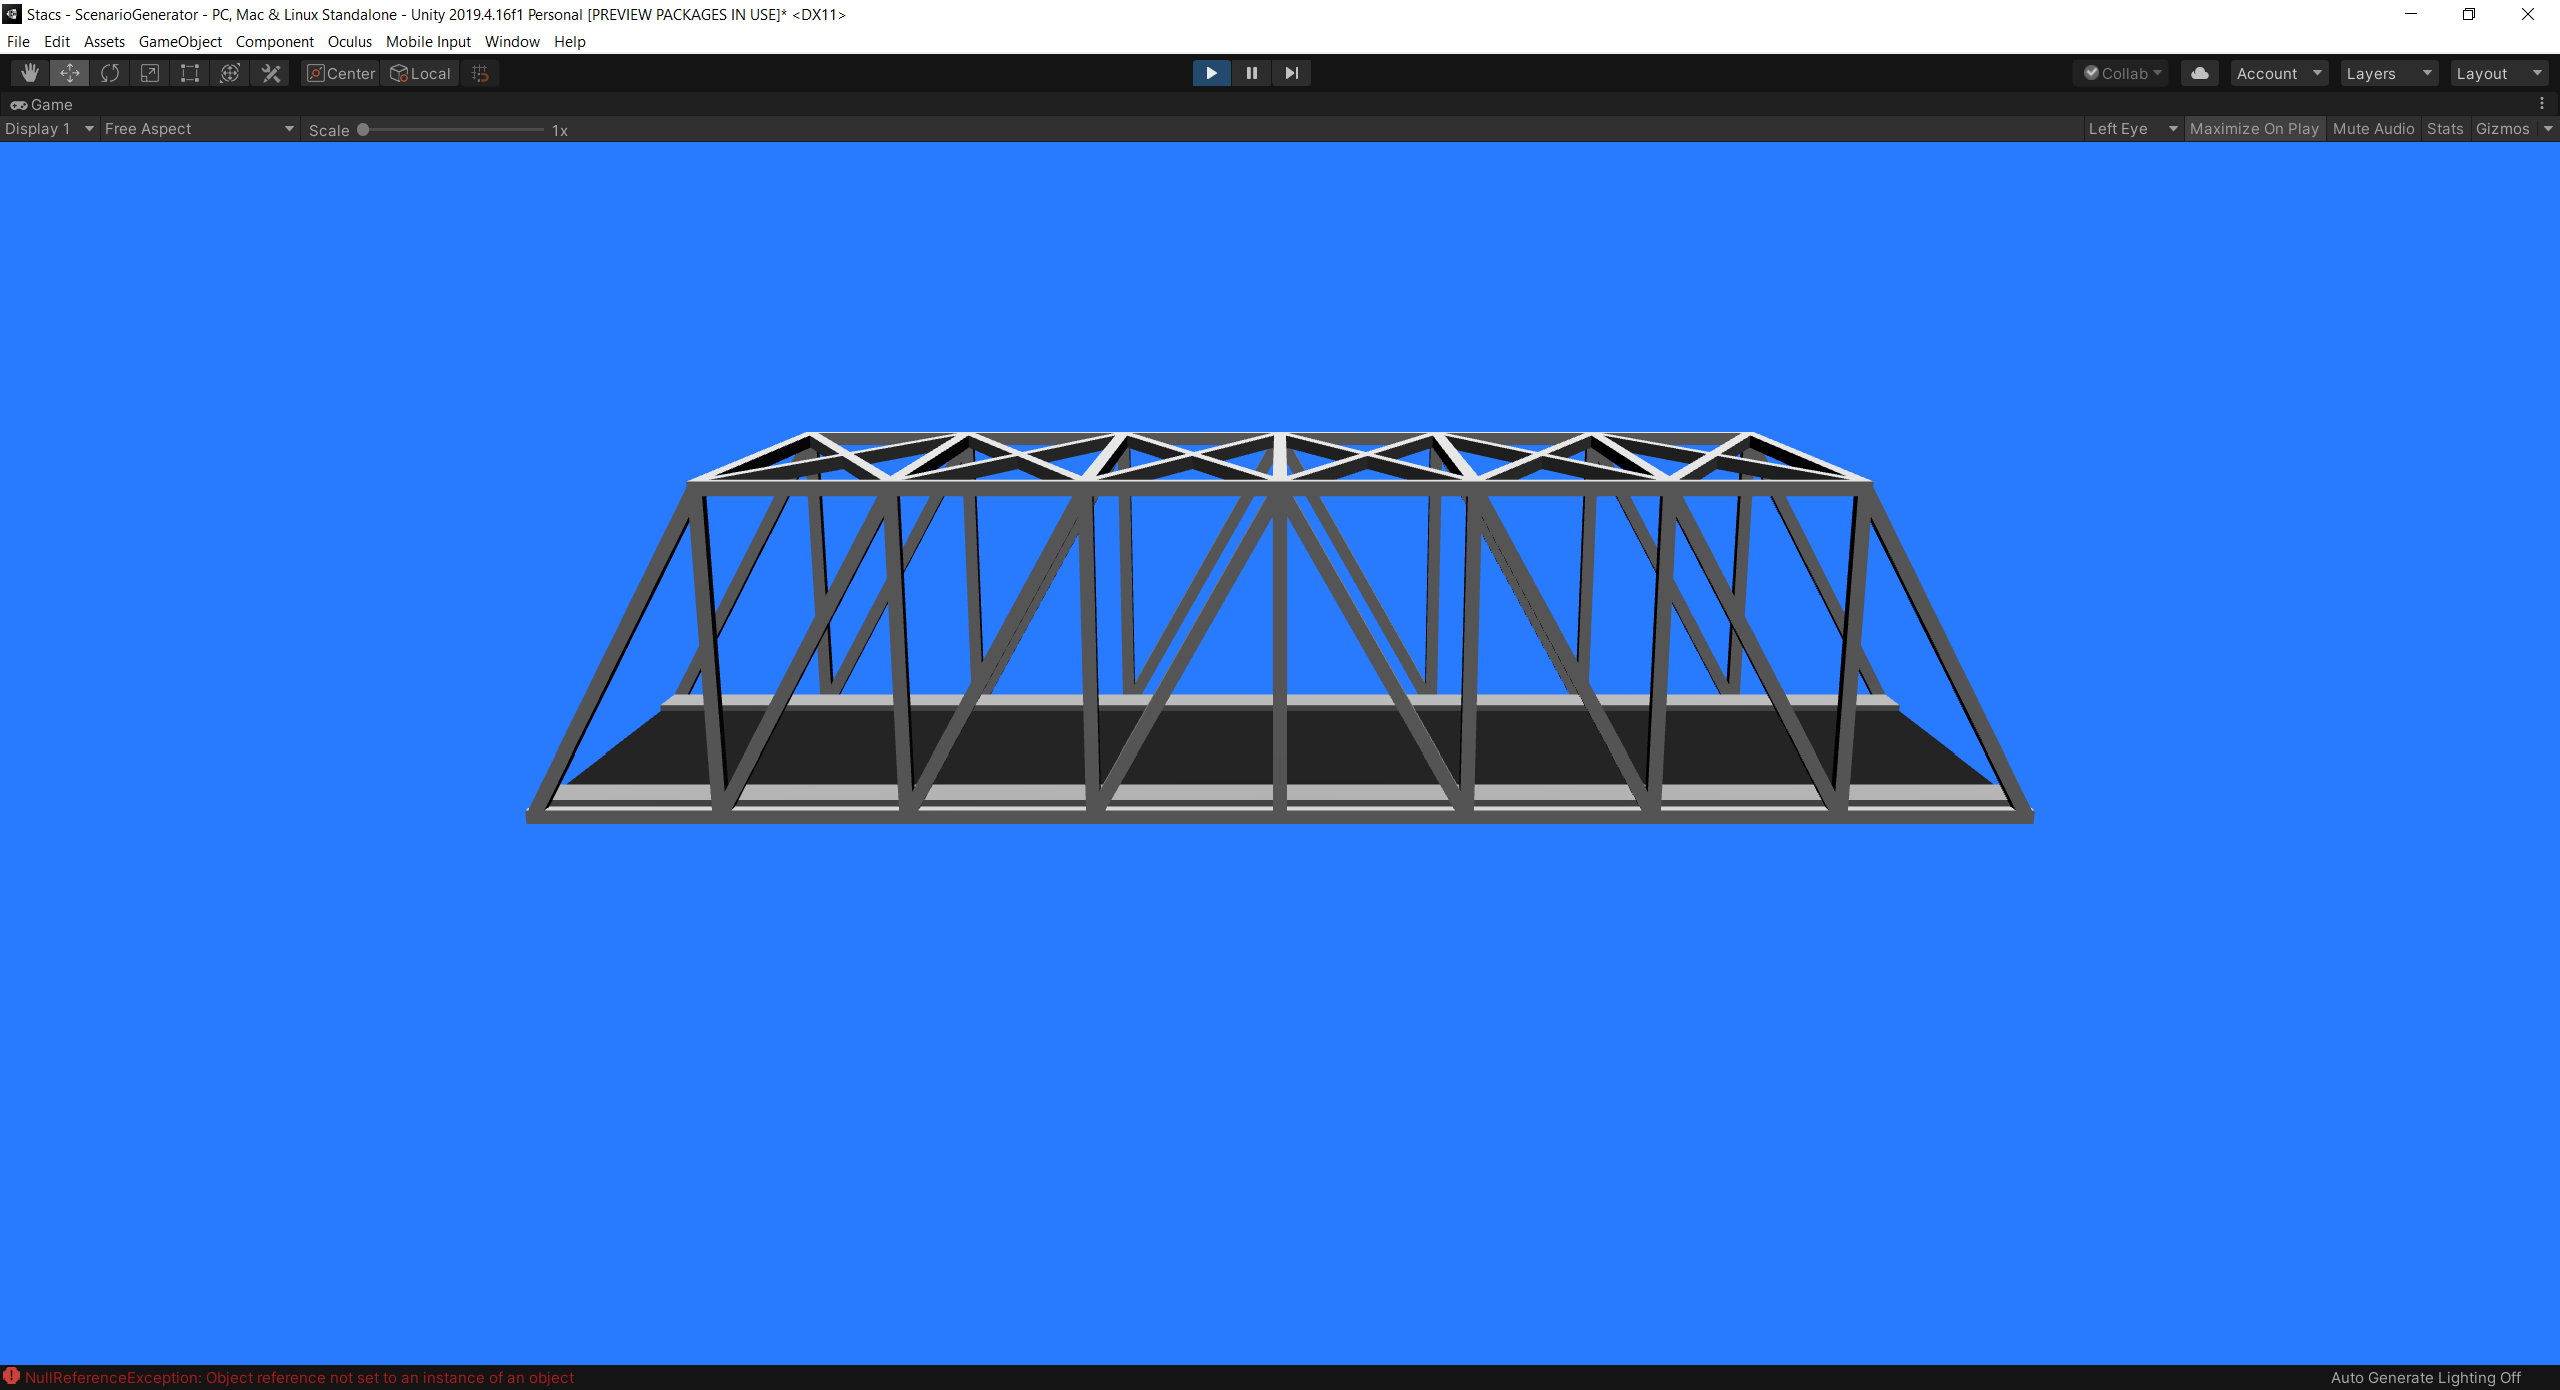 Stacs - ScenarioGenerator - PC, Mac & Linux Standalone - Unity 2019.4.16f1 Personal [PREVIEW PACKAGES IN USE]* <DX11>
File Edit Assets GameObject Component Oculus Mobile Input Window Help
Center Local Collab Account Layers Layout
Game
Display 1 Free Aspect Scale 1x Left Eye Maximize On Play Mute Audio Stats Gizmos
NullReferenceException: Object reference not set to an instance of an object Auto Generate Lighting Off